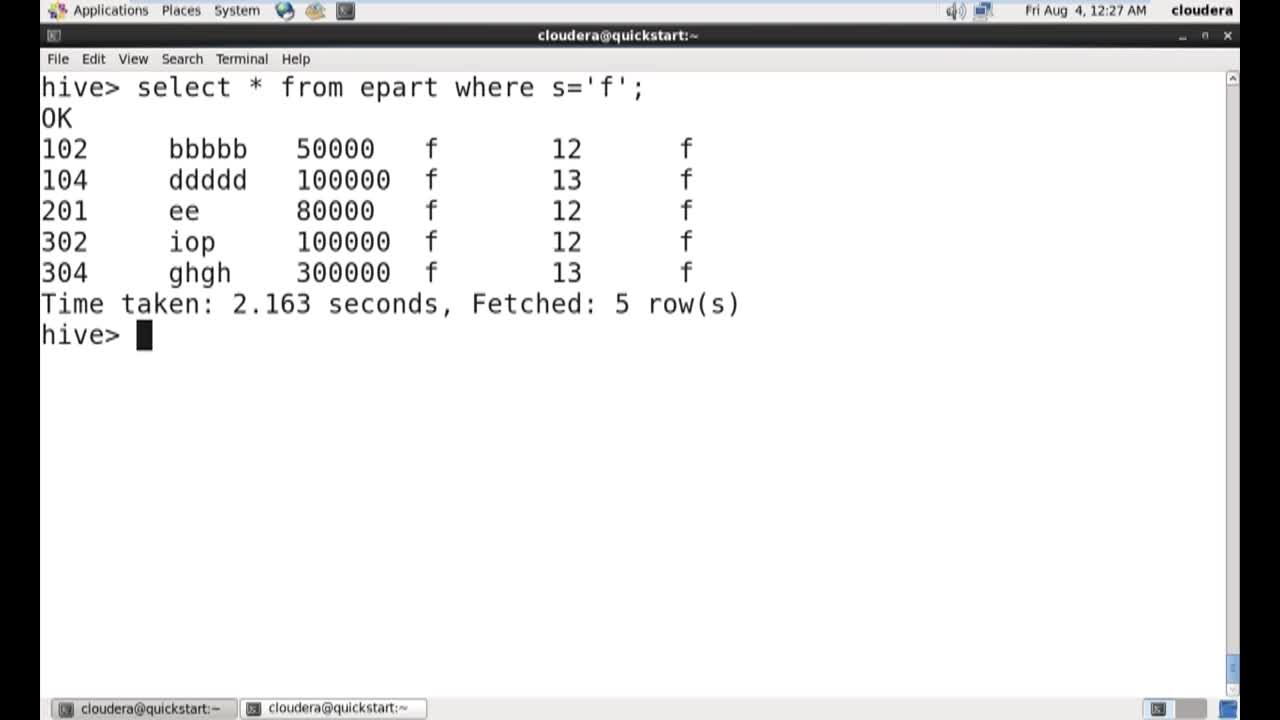 Applications Places System Fri Aug 4, 12:27 AM cloudera
cloudera@quickstart:~
File Edit View Search Terminal Help
hive> select * from epart where s='f';
OK
102 bbbbb 50000 f 12 f
104 ddddd 100000 f 13 f
201 ee 80000 f 12 f
302 iop 100000 f 12 f
304 ghgh 300000 f 13 f
Time taken: 2.163 seconds, Fetched: 5 row(s)
hive>
cloudera@quickstart:~ cloudera@quickstart:~